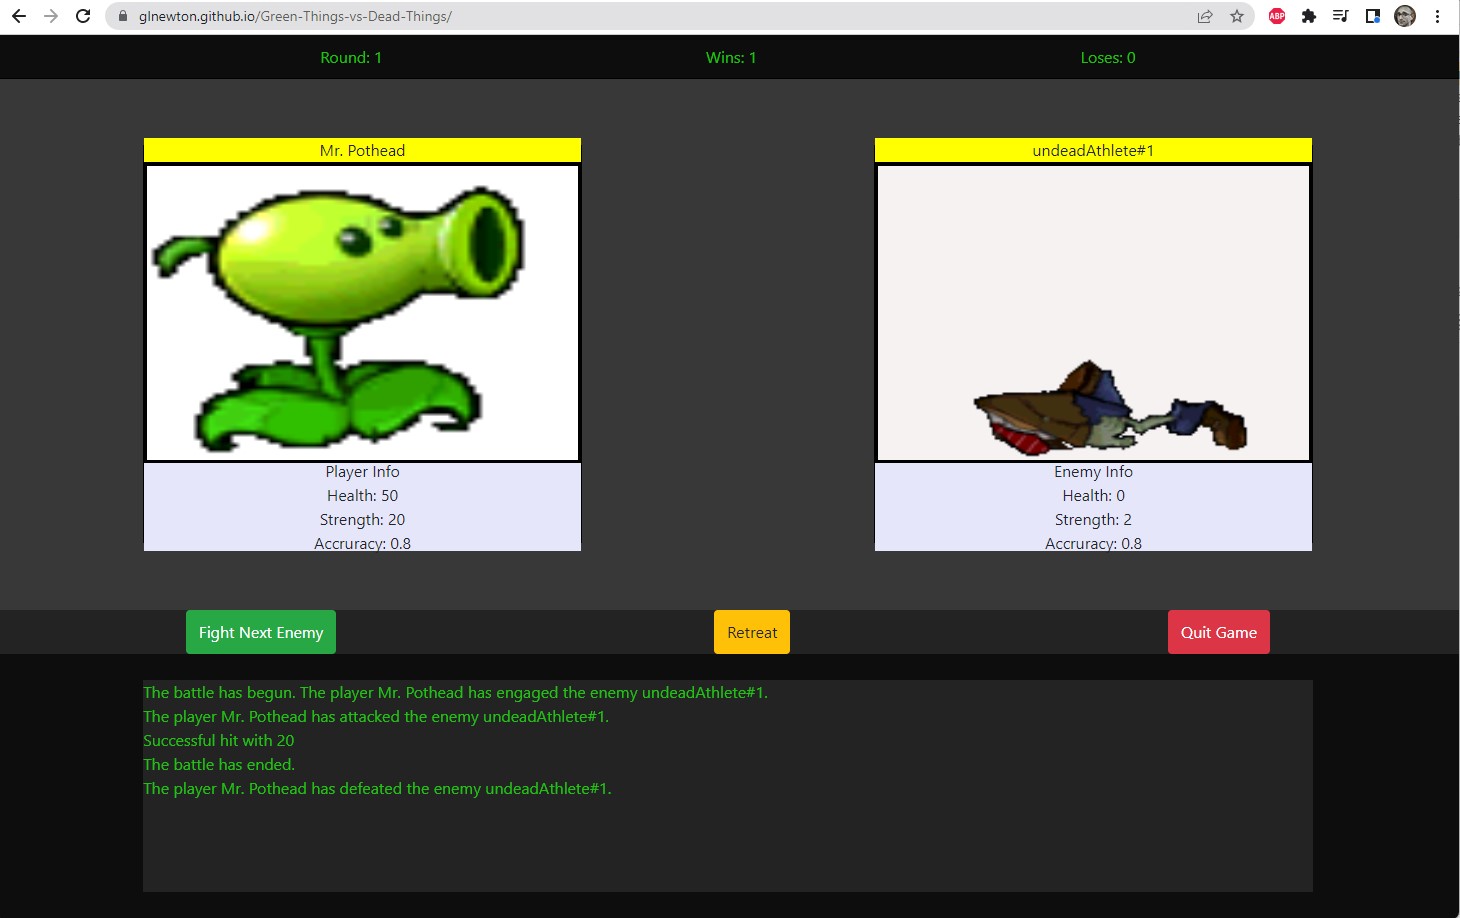 glnewton.github.io/Green-Things-vs-Dead-Things/
ABP
Round: 1 Wins: 1 Loses: 0
Mr. Pothead
undeadAthlete#1
Player Info
Health: 50
Strength: 20
Accruracy: 0.8
Enemy Info
Health: 0
Strength: 2
Accruracy: 0.8
Fight Next Enemy Retreat Quit Game
The battle has begun. The player Mr. Pothead has engaged the enemy undeadAthlete#1.
The player Mr. Pothead has attacked the enemy undeadAthlete#1.
Successful hit with 20
The battle has ended.
The player Mr. Pothead has defeated the enemy undeadAthlete#1.